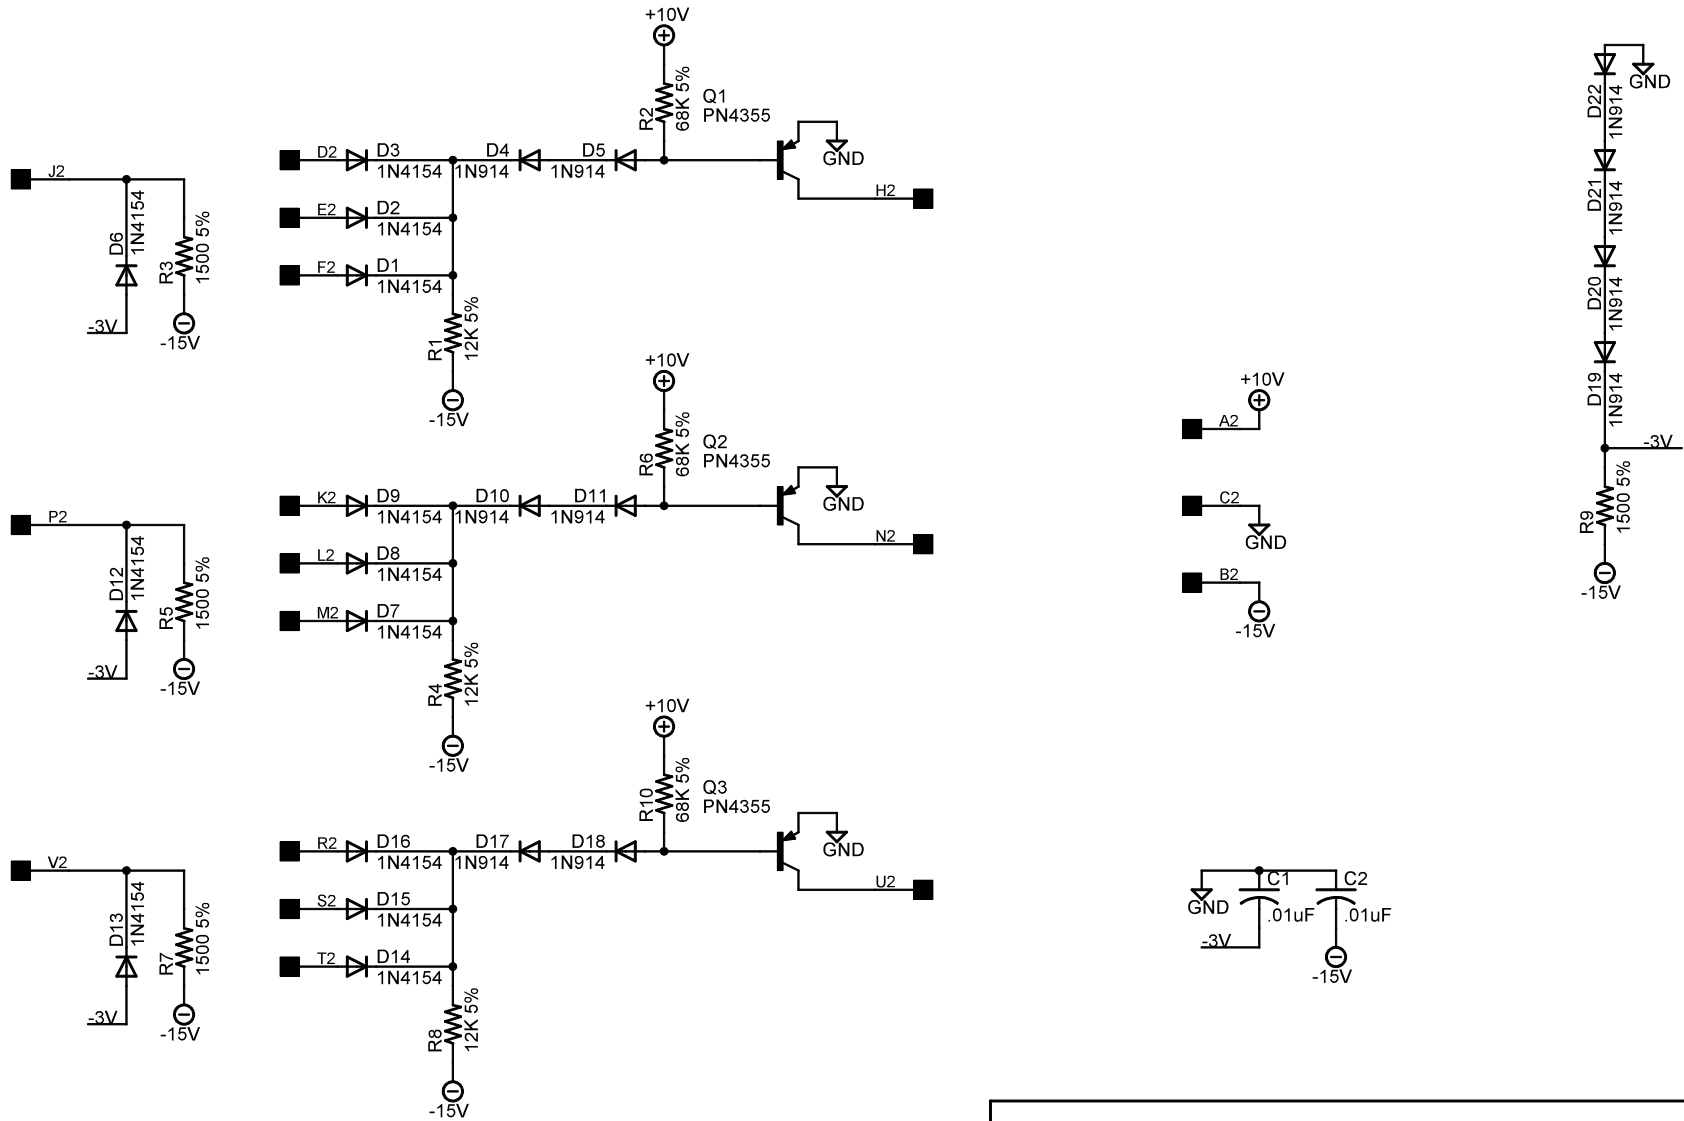 +10V
R2
68K 5%
Q1
PN4355
GND
H2
D2
D3
1N4154
D4
1N914
D5
1N914
E2
D2
1N4154
F2
D1
1N4154
R1
12K 5%
-15V
J2
D6
1N4154
R3
1500 5%
-3V
-15V
+10V
R6
68K 5%
Q2
PN4355
GND
N2
K2
D9
1N4154
D10
1N914
D11
1N914
L2
D8
1N4154
M2
D7
1N4154
R4
12K 5%
-15V
P2
D12
1N4154
R5
1500 5%
-3V
-15V
+10V
R10
68K 5%
Q3
PN4355
GND
U2
R2
D16
1N4154
D17
1N914
D18
1N914
S2
D15
1N4154
T2
D14
1N4154
R8
12K 5%
-15V
V2
D13
1N4154
R7
1500 5%
-3V
-15V
+10V
A2
C2
GND
B2
-15V
GND
D22
1N914
D21
1N914
D20
1N914
D19
1N914
-3V
R9
1500 5%
-15V
C1
C2
GND
.01uF
.01uF
-3V
-15V